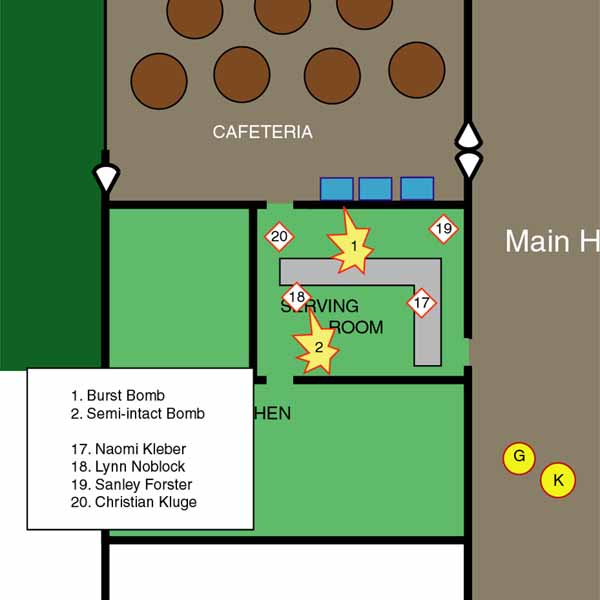 CAFETERIA
20
1
19
Main H
18
17
SERVING
ROOM
2
1. Burst Bomb
2. Semi-intact Bomb
17. Naomi Kleber
18. Lynn Noblock
19. Sanley Forster
20. Christian Kluge
HEN
G
K